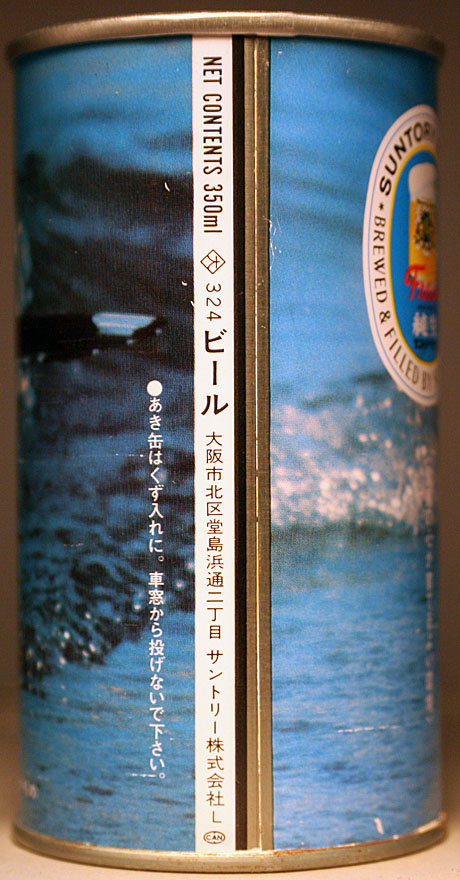 NET CONTENTS 350ml 大 324 ビール 大阪市北区堂島浜通二丁目 サントリー株式会社 L
CAN
●あき缶はくず入れに。車窓から投げないで下さい。
SUNTORY
★ BREWED & FILLED BY